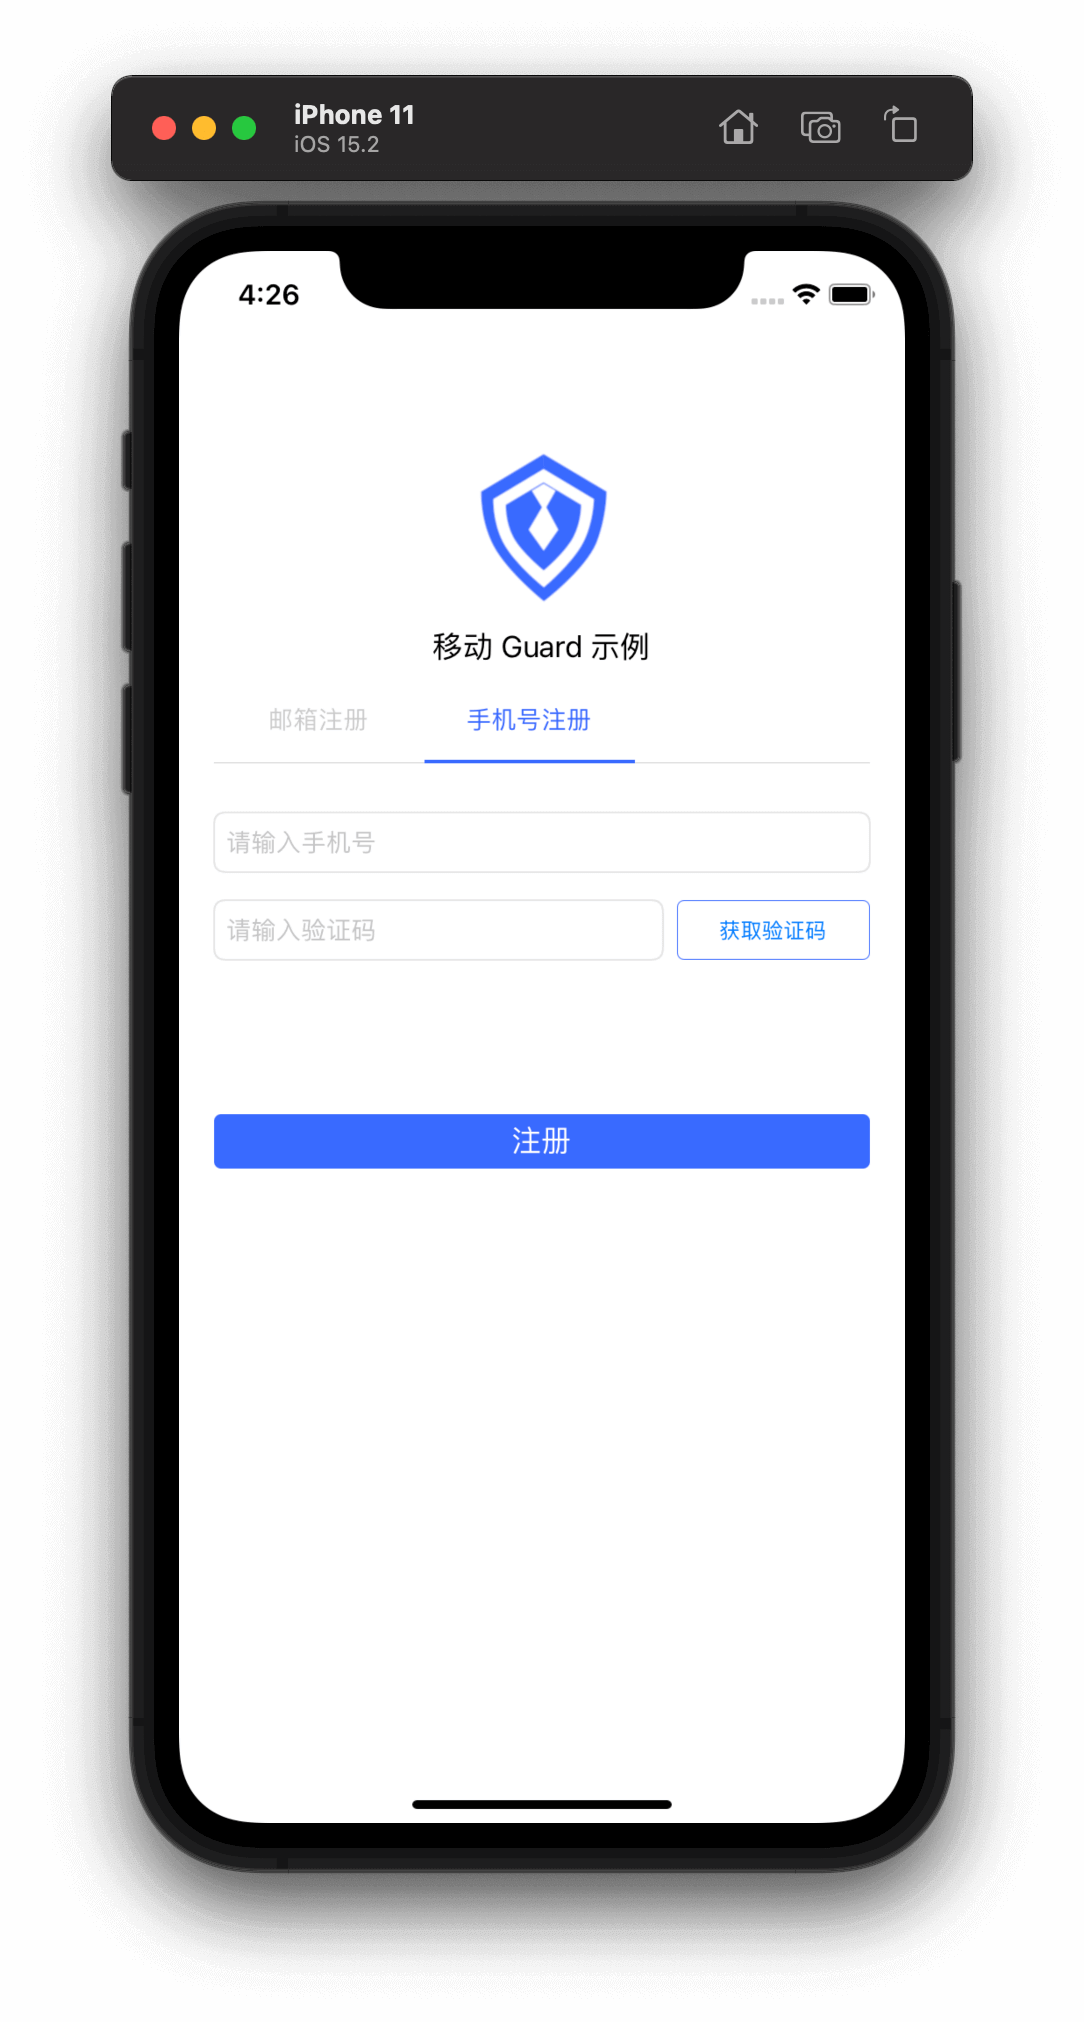 iPhone 11
iOS 15.2
4:26
移动 Guard 示例
邮箱注册 手机号注册
请输入手机号
请输入验证码 获取验证码
注册